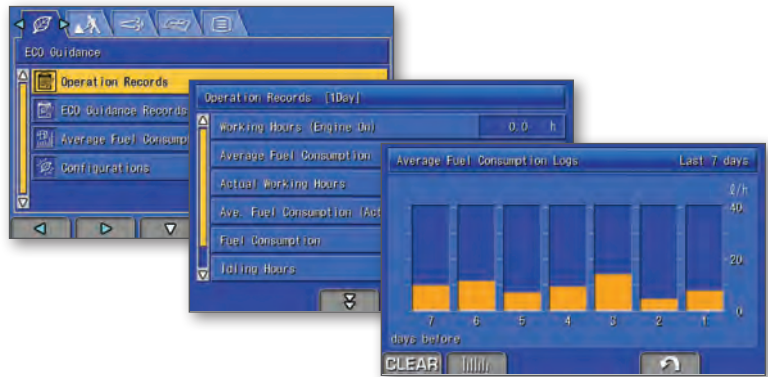 ECO Guidance
Operation Records
ECO Guidance Records
Average Fuel
Configurations
Operation Records [1Day]
Working Hours (Engine On) 0.0 h
Average Fuel Consumption
Actual Working Hours
Ave. Fuel Consumption
Fuel Consumption
Idling Hours
Average Fuel Consumption Logs Last 7 days
ℓ/h
40
20
0
7 6 5 4 3 2 1
days before
CLEAR